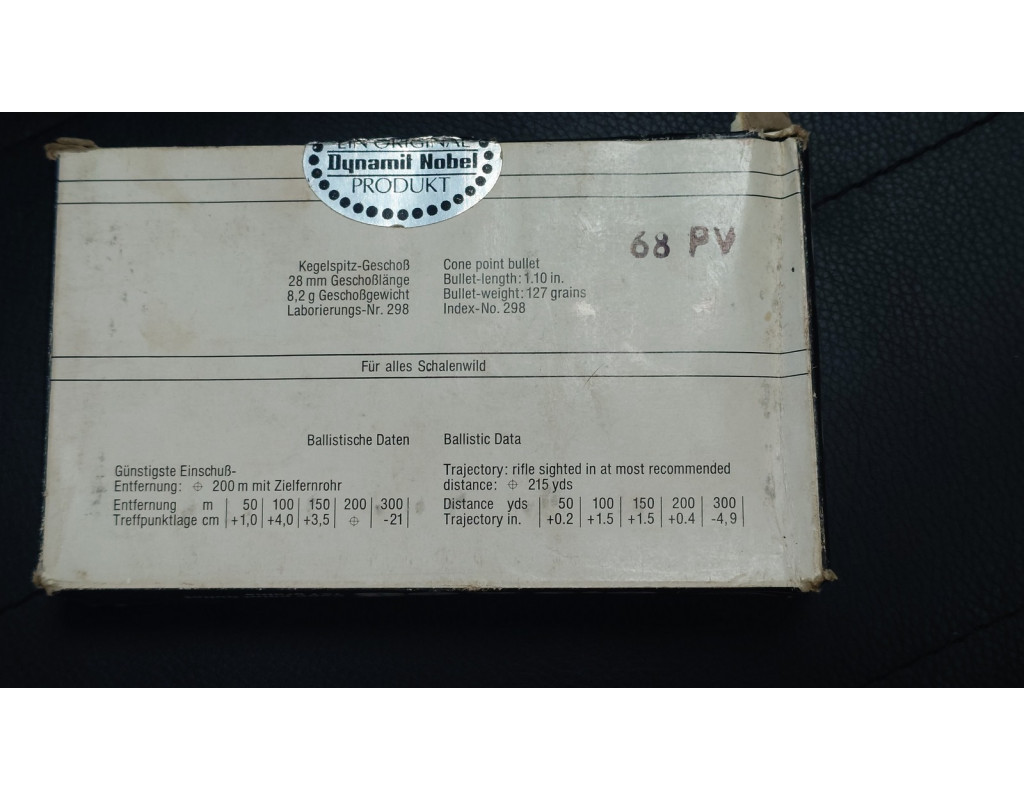 EIN ORIGINAL
Dynamit Nobel
PRODUKT
68 PV
Kegelspitz-Geschoß
28 mm Geschoßlänge
8,2 g Geschoßgewicht
Laborierungs-Nr. 298
Cone point bullet
Bullet-length: 1.10 in.
Bullet-weight: 127 grains
Index-No. 298
Für alles Schalenwild
Ballistische Daten
Günstigste Einschuß-
Entfernung: ⌖ 200 m mit Zielfernrohr
Entfernung m | 50 | 100 | 150 | 200 | 300
Treffpunktlage cm | +1,0 | +4,0 | +3,5 | ⌖ | -21
Ballistic Data
Trajectory: rifle sighted in at most recommended
distance: ⌖ 215 yds
Distance yds | 50 | 100 | 150 | 200 | 300
Trajectory in. | +0.2 | +1.5 | +1.5 | +0.4 | -4,9